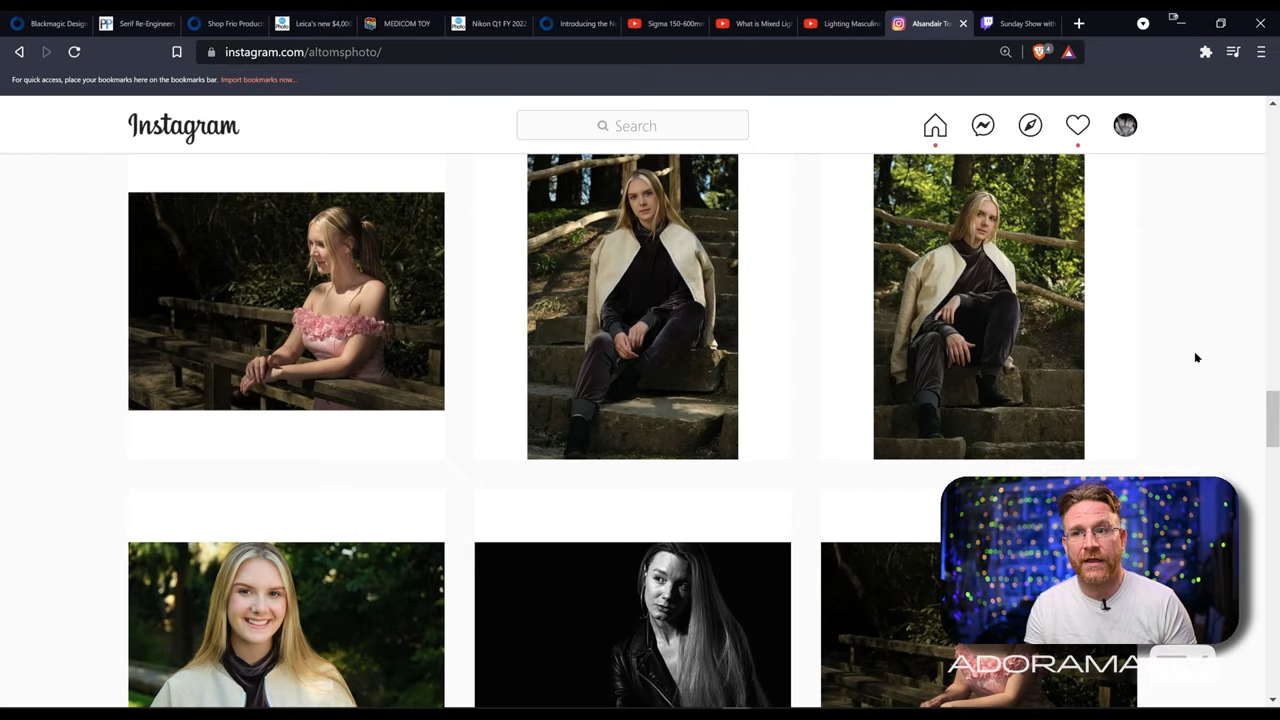 Blackmagic Design
Serif Re-Engineer
Shop Frio Product
Leica's new $4,000
MEDICOM TOY
Nikon Q1 FY 2022
Introducing the N
Sigma 150-600mm
What is Mixed Lig
Lighting Masculin
Alsandair To
Sunday Show with
instagram.com/altomsphoto/
4
For quick access, place your bookmarks here on the bookmarks bar. Import bookmarks now...
Instagram
Search
ADORAMA